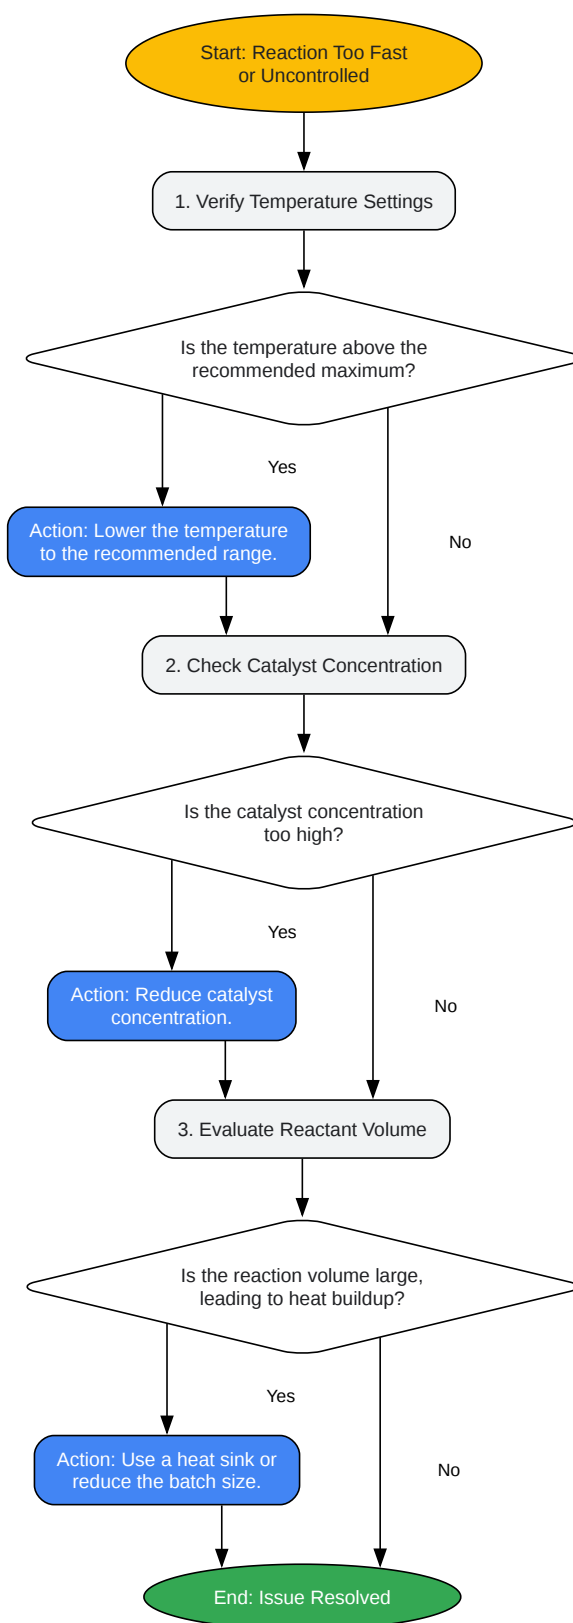 Start: Reaction Too Fast
or Uncontrolled
1. Verify Temperature Settings
Is the temperature above the
recommended maximum?
Yes
Action: Lower the temperature
to the recommended range.
No
2. Check Catalyst Concentration
Is the catalyst concentration
too high?
Yes
Action: Reduce catalyst
concentration.
No
3. Evaluate Reactant Volume
Is the reaction volume large,
leading to heat buildup?
Yes
Action: Use a heat sink or
reduce the batch size.
No
End: Issue Resolved